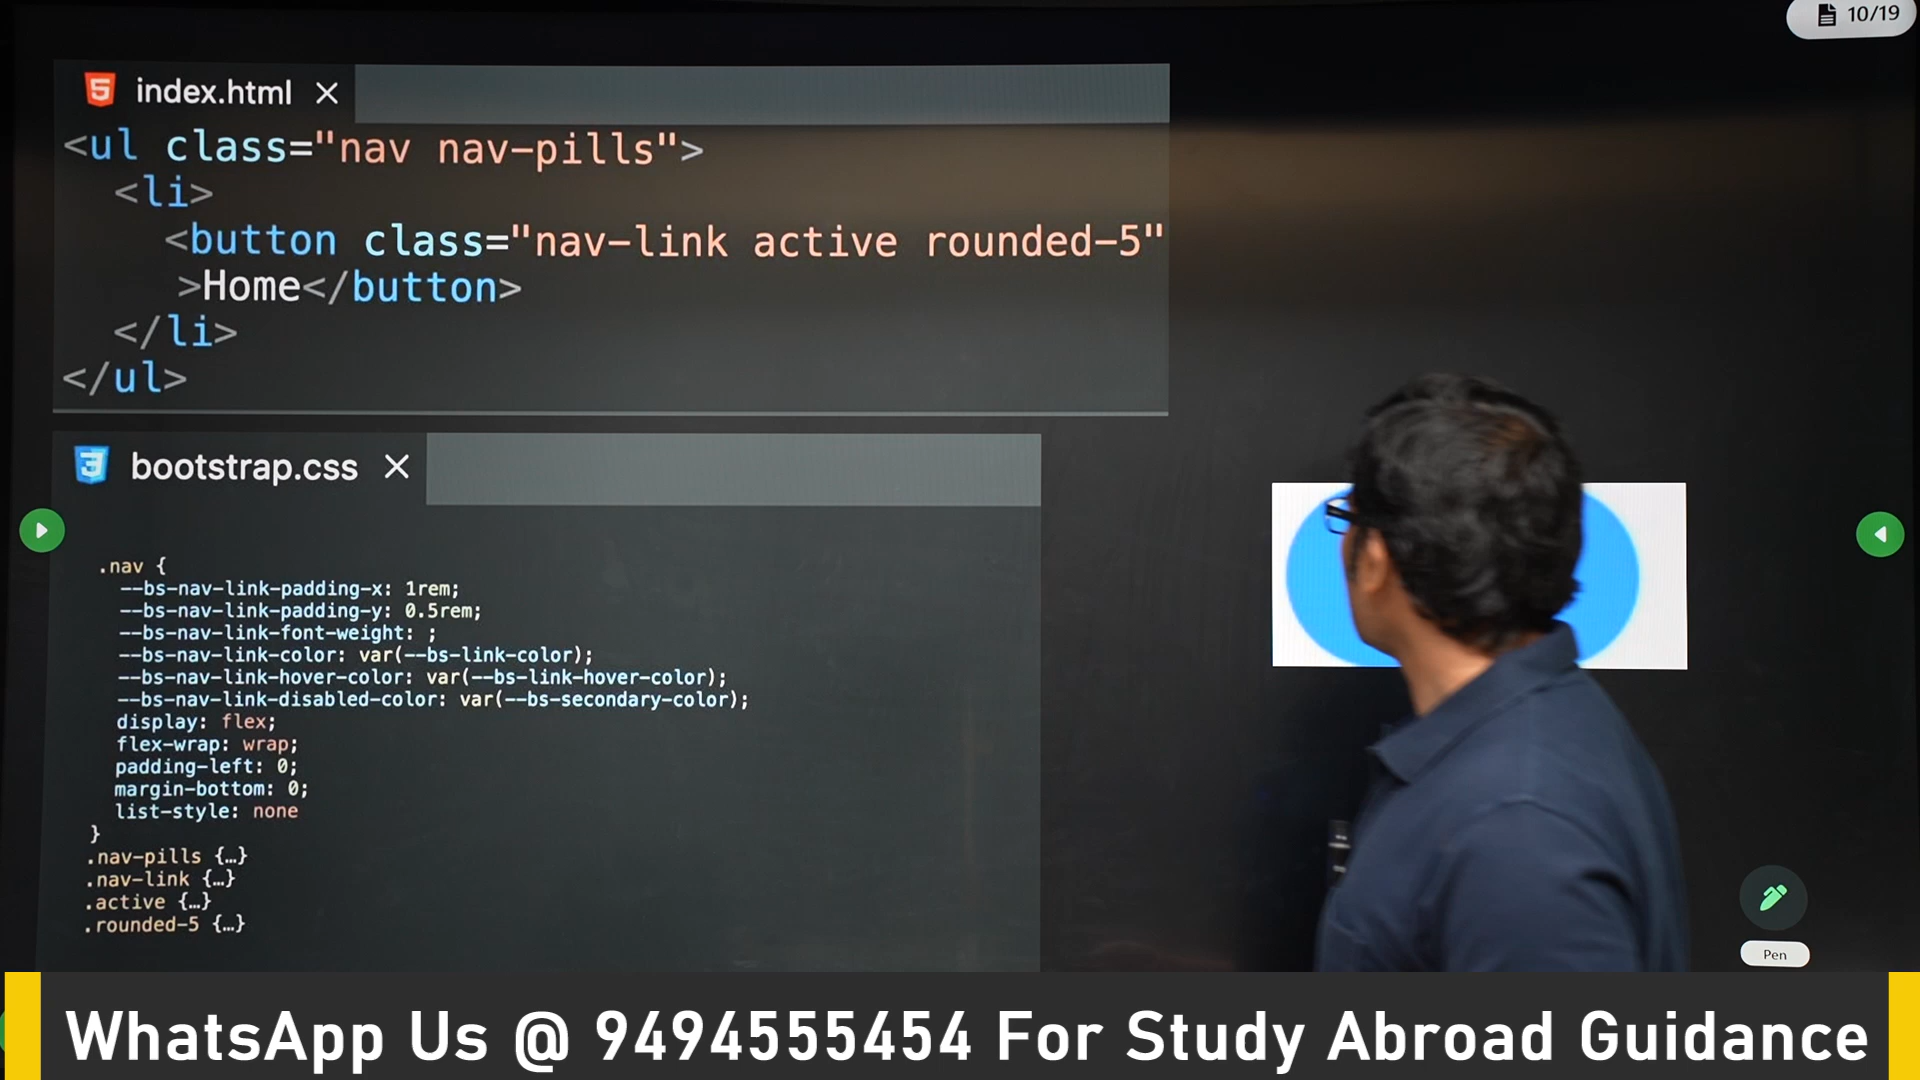 10/19
index.html ×
<ul class="nav nav-pills">
<li>
<button class="nav-link active rounded-5"
>Home</button>
</li>
</ul>
bootstrap.css ×
.nav {
--bs-nav-link-padding-x: 1rem;
--bs-nav-link-padding-y: 0.5rem;
--bs-nav-link-font-weight: ;
--bs-nav-link-color: var(--bs-link-color);
--bs-nav-link-hover-color: var(--bs-link-hover-color);
--bs-nav-link-disabled-color: var(--bs-secondary-color);
display: flex;
flex-wrap: wrap;
padding-left: 0;
margin-bottom: 0;
list-style: none
}
.nav-pills {…}
.nav-link {…}
.active {…}
.rounded-5 {…}
Pen
WhatsApp Us @ 9494555454 For Study Abroad Guidance